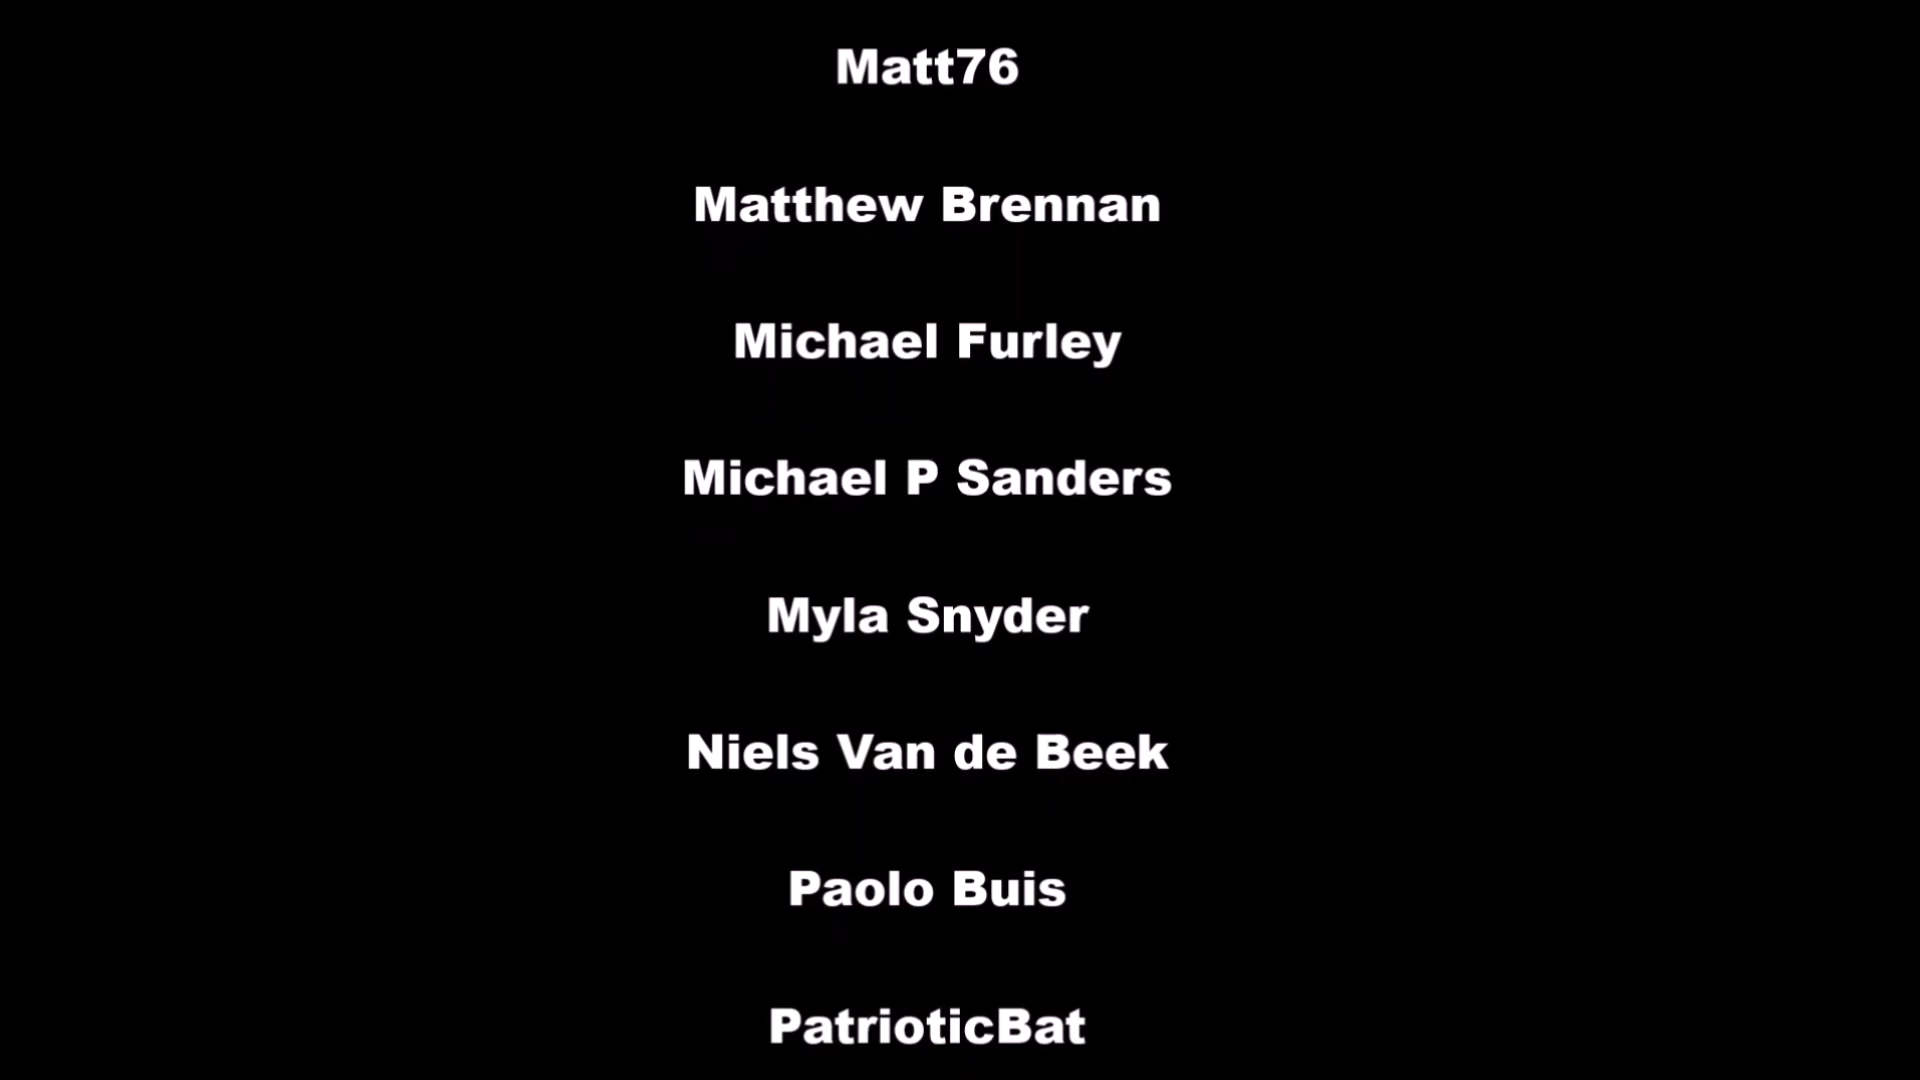 Matt76
Matthew Brennan
Michael Furley
Michael P Sanders
Myla Snyder
Niels Van de Beek
Paolo Buis
PatrioticBat